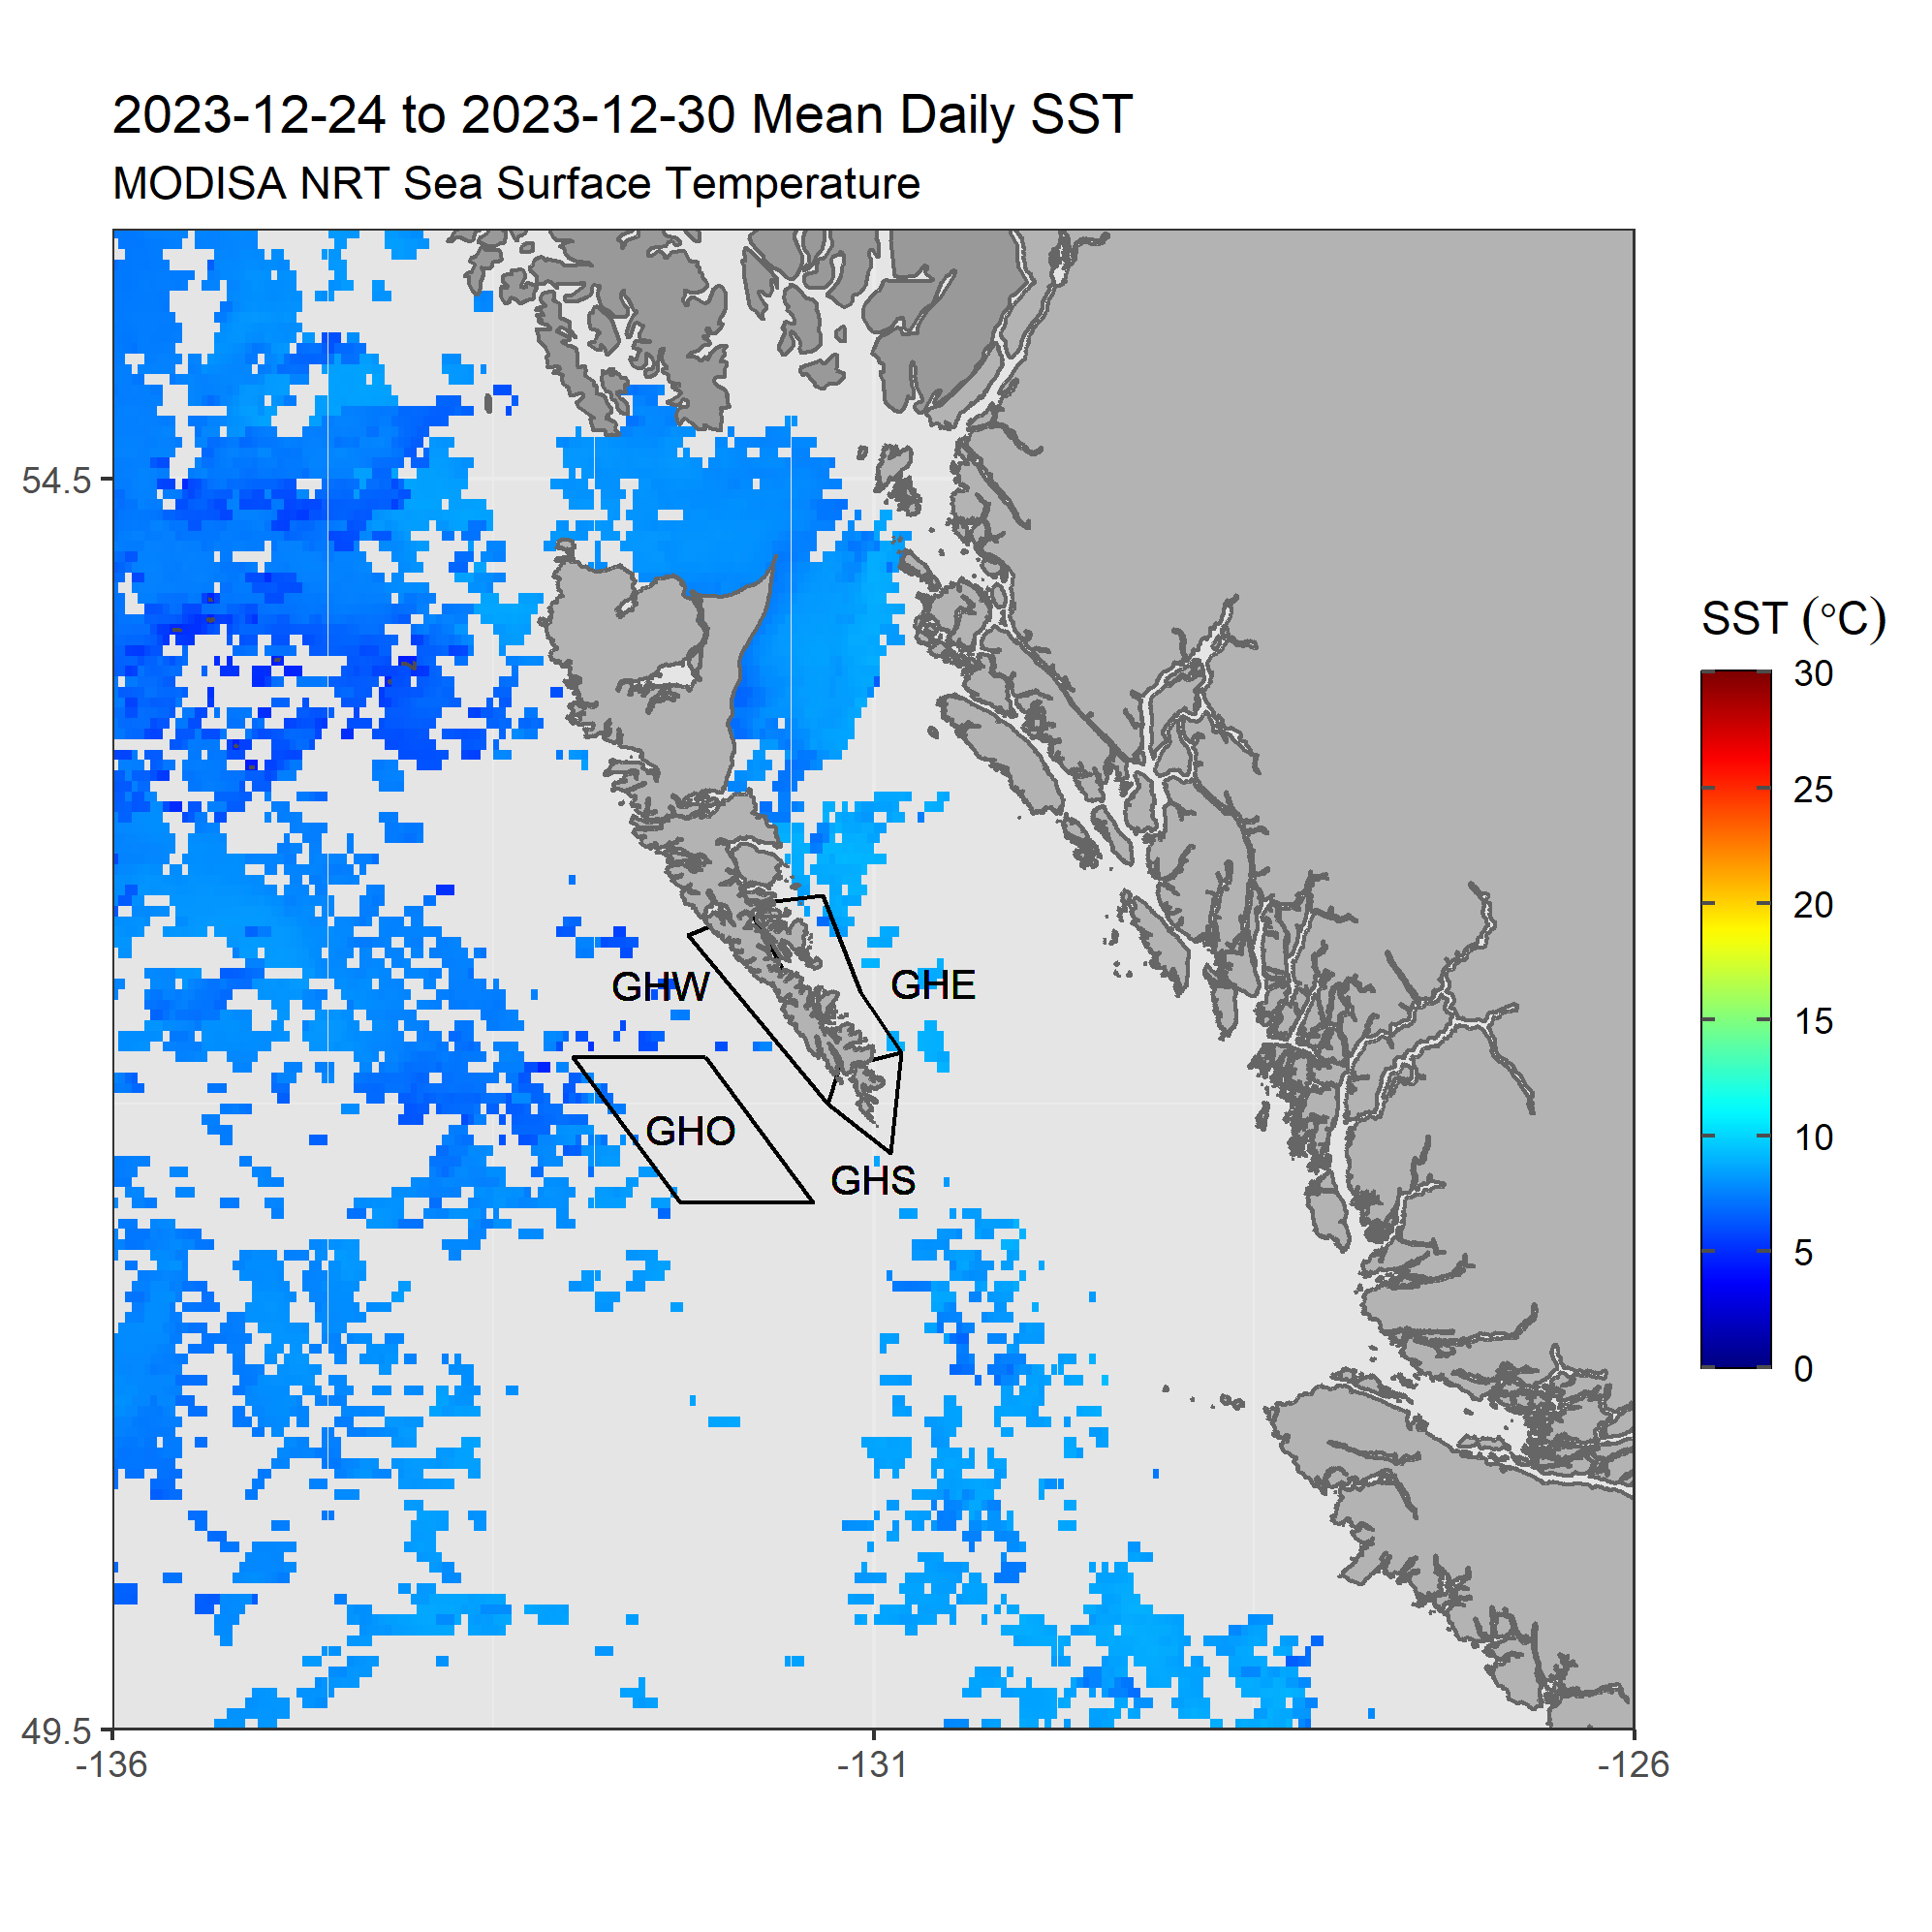 2023-12-24 to 2023-12-30 Mean Daily SST
MODISA NRT Sea Surface Temperature
54.5
49.5
-136
-131
-126
GHW
GHE
GHO
GHS
SST (°C)
30
25
20
15
10
5
0